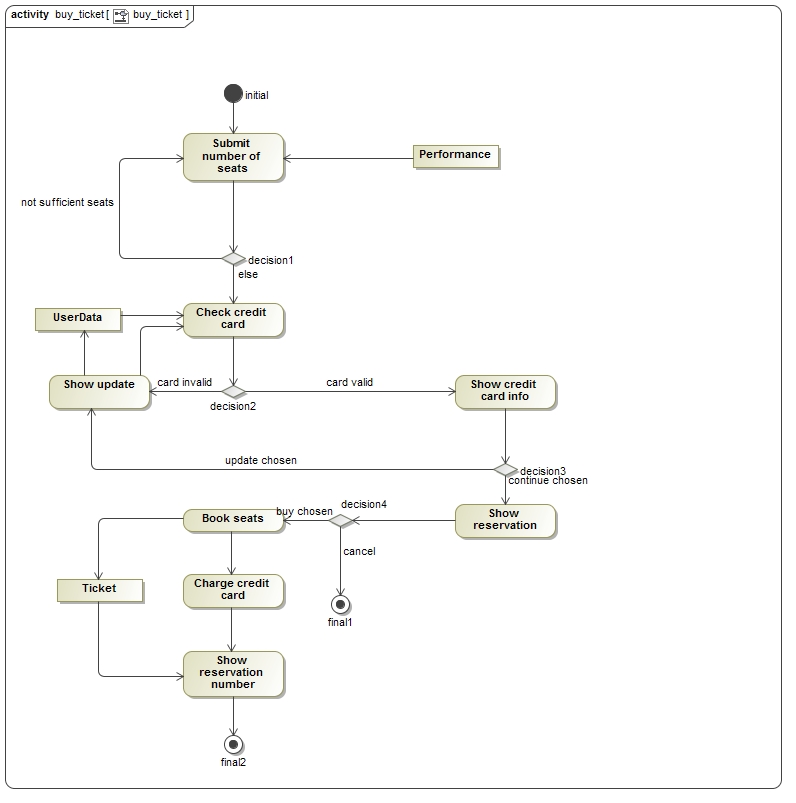 activity buy_ticket[ buy_ticket ]
initial
Submit
number of
seats
Performance
not sufficient seats
decision1
else
UserData
Check credit
card
Show update
card invalid
card valid
Show credit
card info
decision2
update chosen
decision3
continue chosen
Book seats
buy chosen
decision4
Show
reservation
cancel
Ticket
Charge credit
card
final1
Show
reservation
number
final2